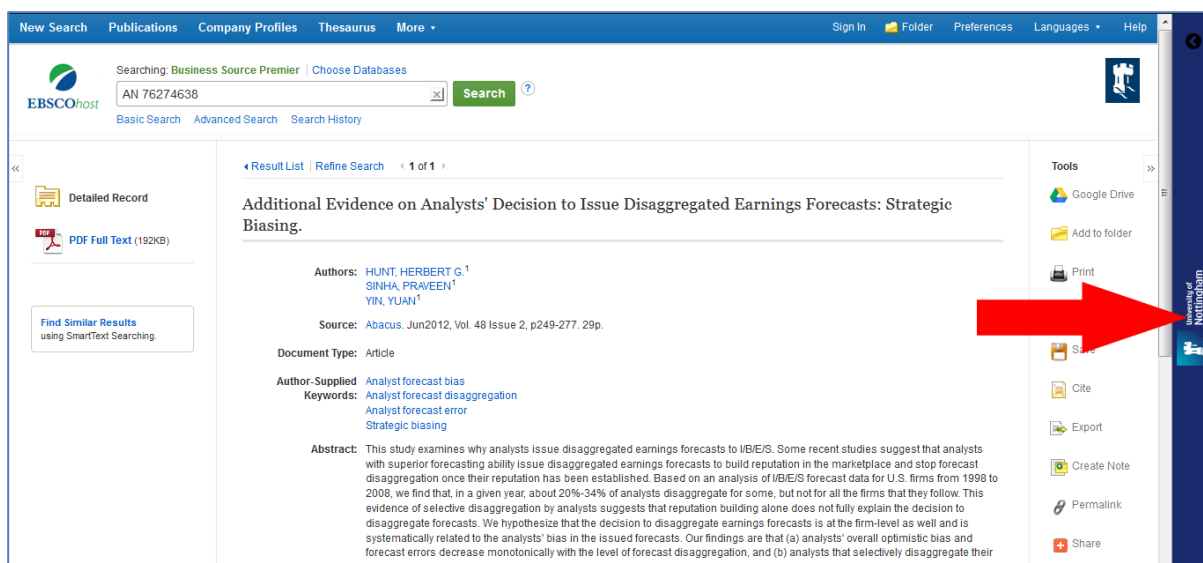 New Search Publications Company Profiles Thesaurus More
Sign In Folder Preferences Languages Help
EBSCOhost
Searching: Business Source Premier | Choose Databases
AN 76274638
x
Search
?
Basic Search Advanced Search Search History
«
Detailed Record
PDF
PDF Full Text (192KB)
Find Similar Results
using SmartText Searching.
Result List | Refine Search 1 of 1
Additional Evidence on Analysts' Decision to Issue Disaggregated Earnings Forecasts: Strategic
Biasing.
Authors: HUNT, HERBERT G.1
SINHA, PRAVEEN1
YIN, YUAN1
Source: Abacus. Jun2012, Vol. 48 Issue 2, p249-277. 29p.
Document Type: Article
Author-Supplied Analyst forecast bias
Keywords: Analyst forecast disaggregation
Analyst forecast error
Strategic biasing
Abstract: This study examines why analysts issue disaggregated earnings forecasts to I/B/E/S. Some recent studies suggest that analysts
with superior forecasting ability issue disaggregated earnings forecasts to build reputation in the marketplace and stop forecast
disaggregation once their reputation has been established. Based on an analysis of I/B/E/S forecast data for U.S. firms from 1998 to
2008, we find that, in a given year, about 20%-34% of analysts disaggregate for some, but not for all the firms that they follow. This
evidence of selective disaggregation by analysts suggests that reputation building alone does not fully explain the decision to
disaggregate forecasts. We hypothesize that the decision to disaggregate earnings forecasts is at the firm-level as well and is
systematically related to the analysts' bias in the issued forecasts. Our findings are that (a) analysts' overall optimistic bias and
forecast errors decrease monotonically with the level of forecast disaggregation, and (b) analysts that selectively disaggregate their
Tools
»
Google Drive
Add to folder
Print
Save
Cite
Export
Create Note
Permalink
Share
University of
Nottingham